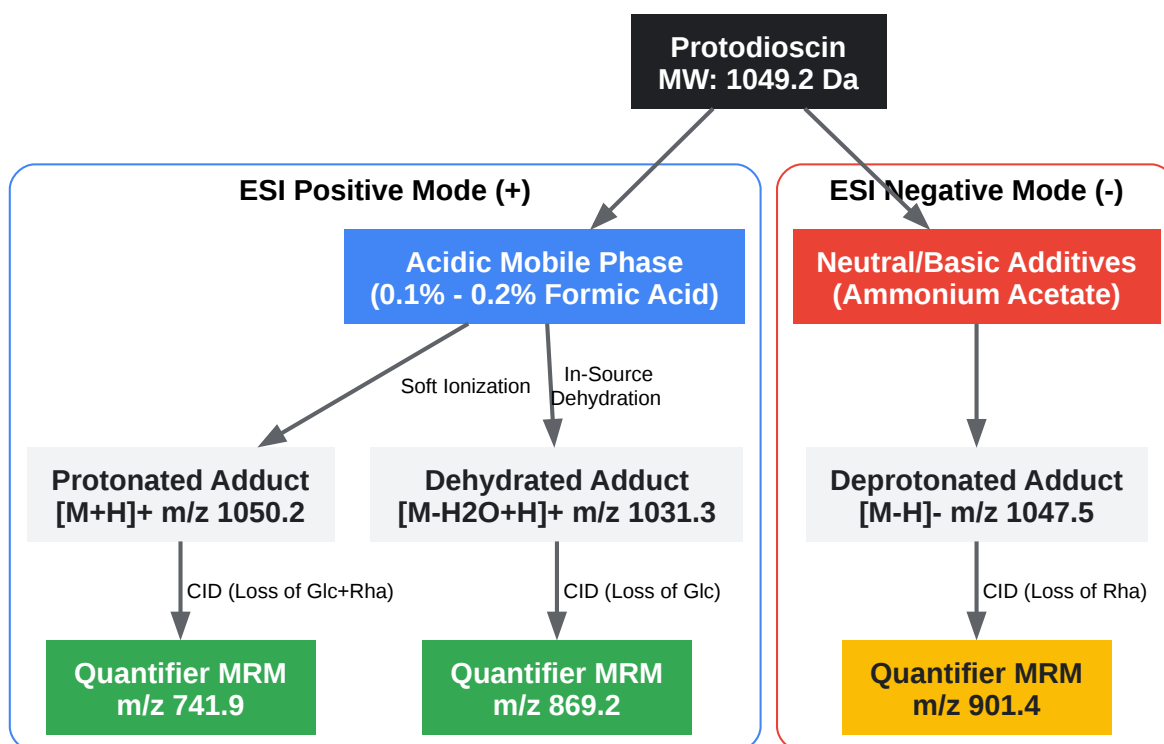 Protodioscin
MW: 1049.2 Da
ESI Positive Mode (+)
ESI Negative Mode (-)
Acidic Mobile Phase
(0.1% - 0.2% Formic Acid)
Neutral/Basic Additives
(Ammonium Acetate)
Soft Ionization
In-Source
Dehydration
Protonated Adduct
[M+H]+ m/z 1050.2
Dehydrated Adduct
[M-H2O+H]+ m/z 1031.3
Deprotonated Adduct
[M-H]- m/z 1047.5
CID (Loss of Glc+Rha)
CID (Loss of Glc)
CID (Loss of Rha)
Quantifier MRM
m/z 741.9
Quantifier MRM
m/z 869.2
Quantifier MRM
m/z 901.4